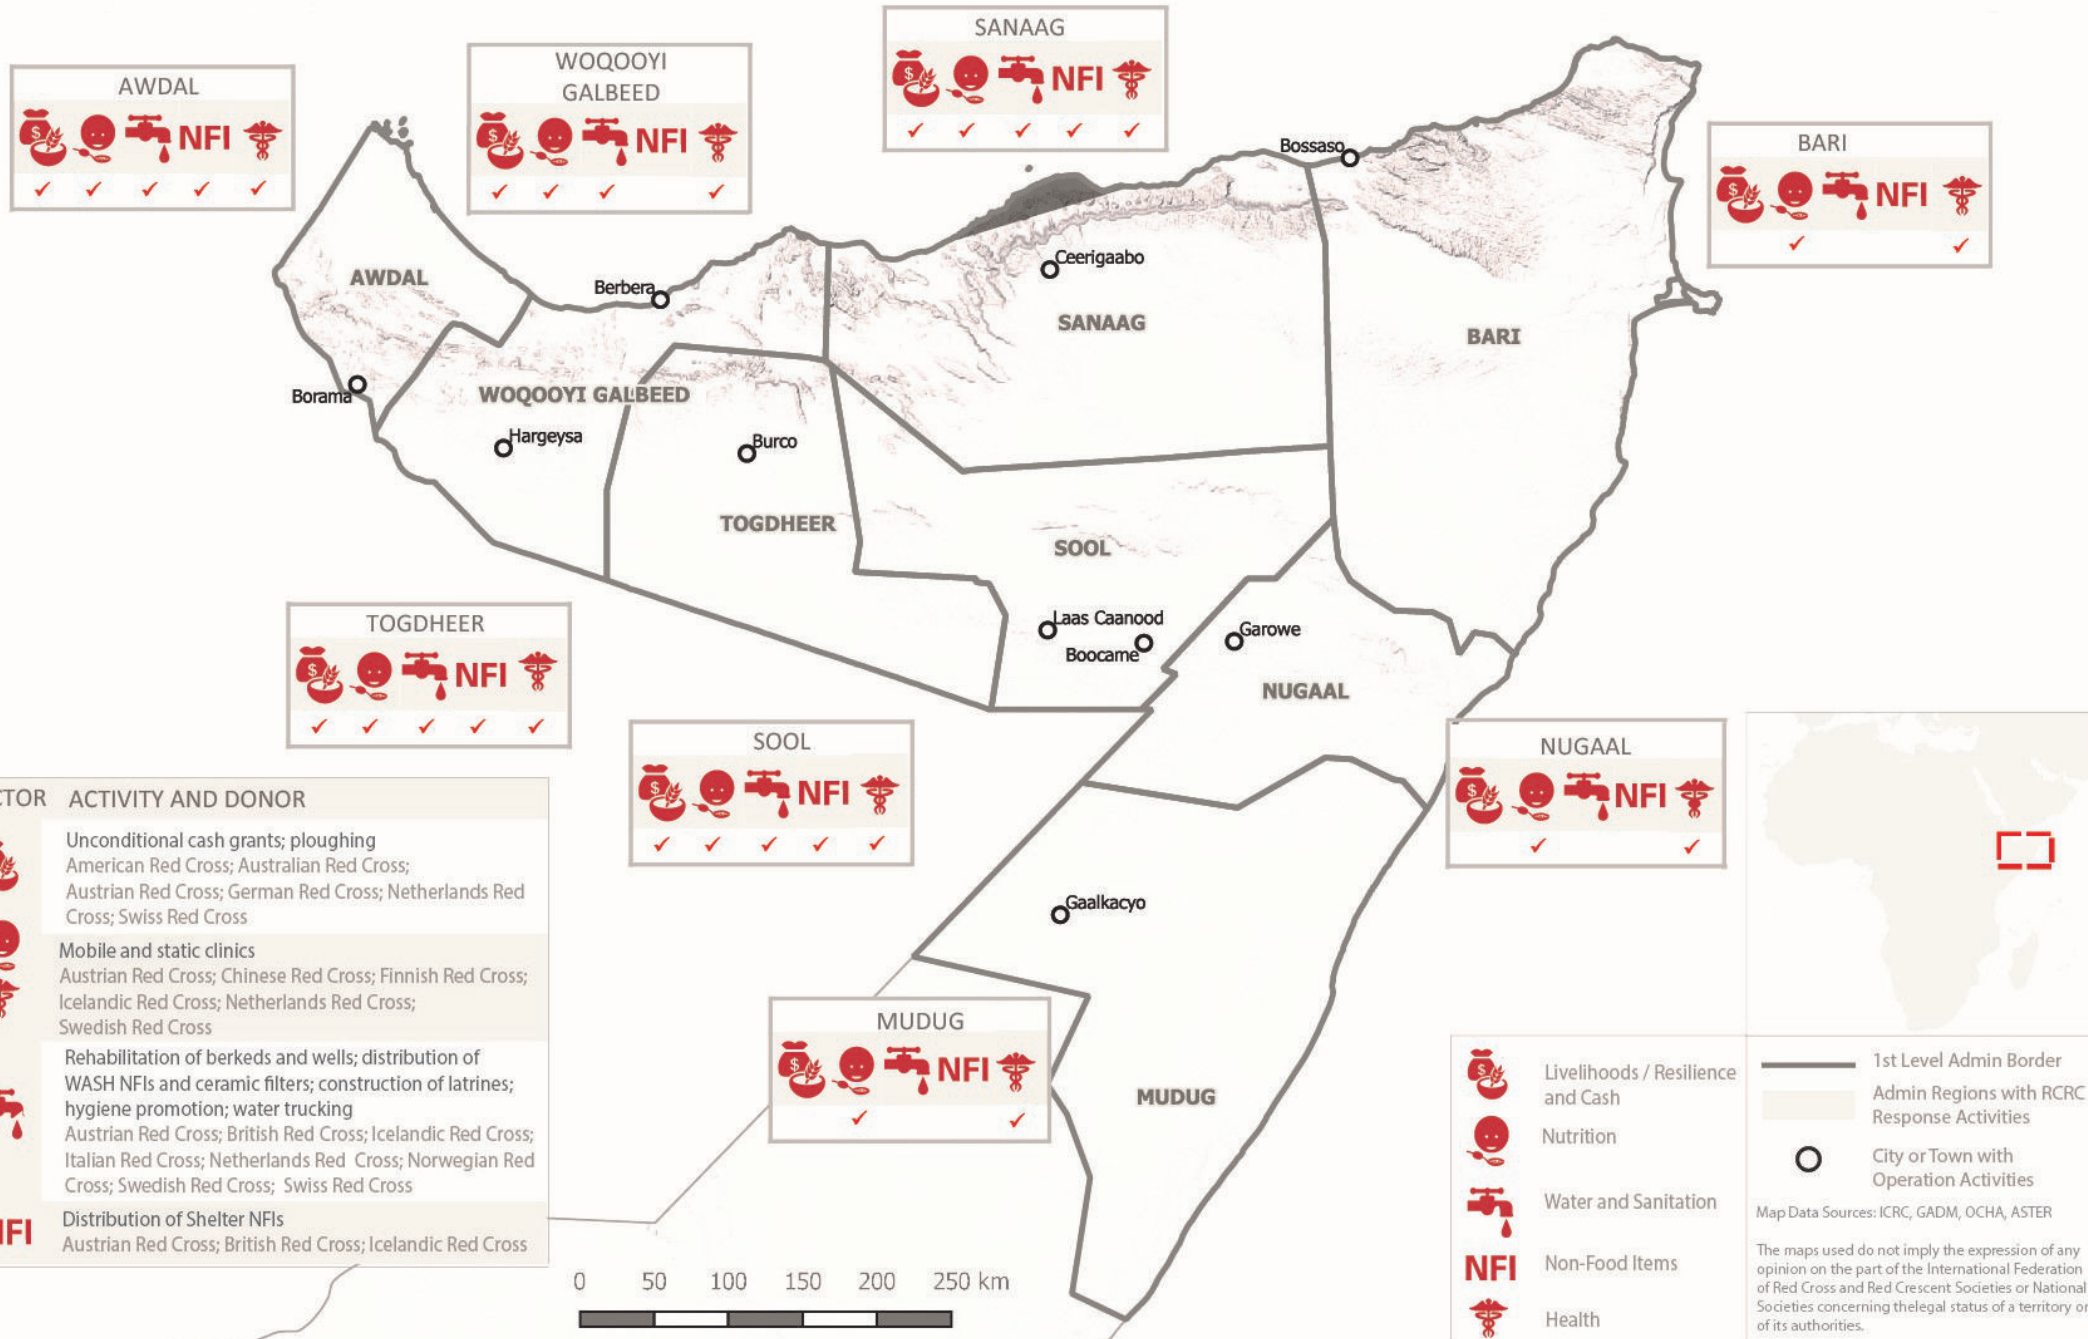 SANAAG
NFI
WOQOOYI
GALBEED
NFI
AWDAL
NFI
BARI
NFI
Bossaso
Ceerigaabo
AWDAL
Berbera
SANAAG
BARI
WOQOOYI GALBEED
Borama
Hargeysa
Burco
TOGDHEER
SOOL
Laas Caanood
Boocame
Garowe
NUGAAL
TOGDHEER
NFI
SOOL
NFI
NUGAAL
NFI
Gaalkacyo
MUDUG
NFI
MUDUG
CTOR ACTIVITY AND DONOR
Unconditional cash grants; ploughing
American Red Cross; Australian Red Cross;
Austrian Red Cross; German Red Cross; Netherlands Red
Cross; Swiss Red Cross
Mobile and static clinics
Austrian Red Cross; Chinese Red Cross; Finnish Red Cross;
Icelandic Red Cross; Netherlands Red Cross;
Swedish Red Cross
Rehabilitation of berkeds and wells; distribution of
WASH NFIs and ceramic filters; construction of latrines;
hygiene promotion; water trucking
Austrian Red Cross; British Red Cross; Icelandic Red Cross;
Italian Red Cross; Netherlands Red Cross; Norwegian Red
Cross; Swedish Red Cross; Swiss Red Cross
NFI
Distribution of Shelter NFIs
Austrian Red Cross; British Red Cross; Icelandic Red Cross
0 50 100 150 200 250 km
Livelihoods / Resilience
and Cash
Nutrition
Water and Sanitation
NFI Non-Food Items
Health
1st Level Admin Border
Admin Regions with RCRC
Response Activities
City or Town with
Operation Activities
Map Data Sources: ICRC, GADM, OCHA, ASTER
The maps used do not imply the expression of any
opinion on the part of the International Federation
of Red Cross and Red Crescent Societies or National
Societies concerning thelegal status of a territory or
of its authorities.